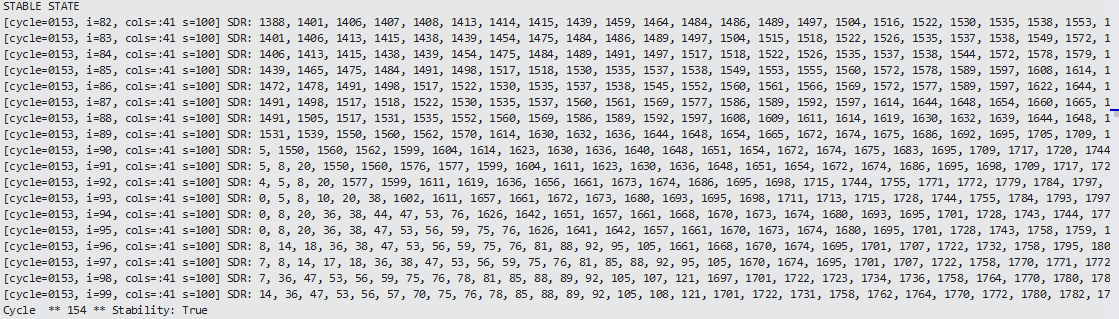 STABLE STATE
[cycle=0153, i=82, cols=:41 s=100] SDR: 1388, 1401, 1406, 1407, 1408, 1413, 1414, 1415, 1439, 1459, 1464, 1484, 1486, 1489, 1497, 1504, 1516, 1522, 1530, 1535, 1538, 1553, 1
[cycle=0153, i=83, cols=:41 s=100] SDR: 1401, 1406, 1413, 1415, 1438, 1439, 1454, 1475, 1484, 1486, 1489, 1497, 1504, 1515, 1518, 1522, 1526, 1535, 1537, 1538, 1549, 1572, 1
[cycle=0153, i=84, cols=:41 s=100] SDR: 1406, 1413, 1415, 1438, 1439, 1454, 1475, 1484, 1489, 1491, 1497, 1517, 1518, 1522, 1526, 1535, 1537, 1538, 1544, 1572, 1578, 1579, 1
[cycle=0153, i=85, cols=:41 s=100] SDR: 1439, 1465, 1475, 1484, 1491, 1498, 1517, 1518, 1530, 1535, 1537, 1538, 1549, 1553, 1555, 1560, 1572, 1578, 1589, 1597, 1608, 1614, 1
[cycle=0153, i=86, cols=:41 s=100] SDR: 1472, 1478, 1491, 1498, 1517, 1522, 1530, 1535, 1537, 1538, 1545, 1552, 1560, 1561, 1566, 1569, 1572, 1577, 1589, 1597, 1622, 1644, 1
[cycle=0153, i=87, cols=:41 s=100] SDR: 1491, 1498, 1517, 1518, 1522, 1530, 1535, 1537, 1560, 1561, 1569, 1577, 1586, 1589, 1592, 1597, 1614, 1644, 1648, 1654, 1660, 1665, 1
[cycle=0153, i=88, cols=:41 s=100] SDR: 1491, 1505, 1517, 1531, 1535, 1552, 1560, 1569, 1586, 1589, 1592, 1597, 1608, 1609, 1611, 1614, 1619, 1630, 1632, 1639, 1644, 1648, 1
[cycle=0153, i=89, cols=:41 s=100] SDR: 1531, 1539, 1550, 1560, 1562, 1570, 1614, 1630, 1632, 1636, 1644, 1648, 1654, 1665, 1672, 1674, 1675, 1686, 1692, 1695, 1705, 1709, 1
[cycle=0153, i=90, cols=:41 s=100] SDR: 5, 1550, 1560, 1562, 1599, 1604, 1614, 1623, 1630, 1636, 1640, 1648, 1651, 1654, 1672, 1674, 1675, 1683, 1695, 1709, 1717, 1720, 1744
[cycle=0153, i=91, cols=:41 s=100] SDR: 5, 8, 20, 1550, 1560, 1576, 1577, 1599, 1604, 1611, 1623, 1630, 1636, 1648, 1651, 1654, 1672, 1674, 1686, 1695, 1698, 1709, 1717, 172
[cycle=0153, i=92, cols=:41 s=100] SDR: 4, 5, 8, 20, 1577, 1599, 1611, 1619, 1636, 1656, 1661, 1673, 1674, 1686, 1695, 1698, 1715, 1744, 1755, 1771, 1772, 1779, 1784, 1797,
[cycle=0153, i=93, cols=:41 s=100] SDR: 0, 5, 8, 10, 20, 38, 1602, 1611, 1657, 1661, 1672, 1673, 1680, 1693, 1695, 1698, 1711, 1713, 1715, 1728, 1744, 1755, 1784, 1793, 1797
[cycle=0153, i=94, cols=:41 s=100] SDR: 0, 8, 20, 36, 38, 44, 47, 53, 76, 1626, 1642, 1651, 1657, 1661, 1668, 1670, 1673, 1674, 1680, 1693, 1695, 1701, 1728, 1743, 1744, 177
[cycle=0153, i=95, cols=:41 s=100] SDR: 0, 8, 20, 36, 38, 47, 53, 56, 59, 75, 76, 1626, 1641, 1642, 1657, 1661, 1670, 1673, 1674, 1680, 1695, 1701, 1728, 1743, 1758, 1759, 1
[cycle=0153, i=96, cols=:41 s=100] SDR: 8, 14, 18, 36, 38, 47, 53, 56, 59, 75, 76, 81, 88, 92, 95, 105, 1661, 1668, 1670, 1674, 1695, 1701, 1707, 1722, 1732, 1758, 1795, 180
[cycle=0153, i=97, cols=:41 s=100] SDR: 7, 8, 14, 17, 18, 36, 38, 47, 53, 56, 59, 75, 76, 81, 85, 88, 92, 95, 105, 1670, 1674, 1695, 1701, 1707, 1722, 1758, 1770, 1771, 1772
[cycle=0153, i=98, cols=:41 s=100] SDR: 7, 36, 47, 53, 56, 59, 75, 76, 78, 81, 85, 88, 89, 92, 105, 107, 121, 1697, 1701, 1722, 1723, 1734, 1736, 1758, 1764, 1770, 1780, 178
[cycle=0153, i=99, cols=:41 s=100] SDR: 14, 36, 47, 53, 56, 57, 70, 75, 76, 78, 85, 88, 89, 92, 105, 108, 121, 1701, 1722, 1731, 1758, 1762, 1764, 1770, 1772, 1780, 1782, 17
Cycle  ** 154 ** Stability: True